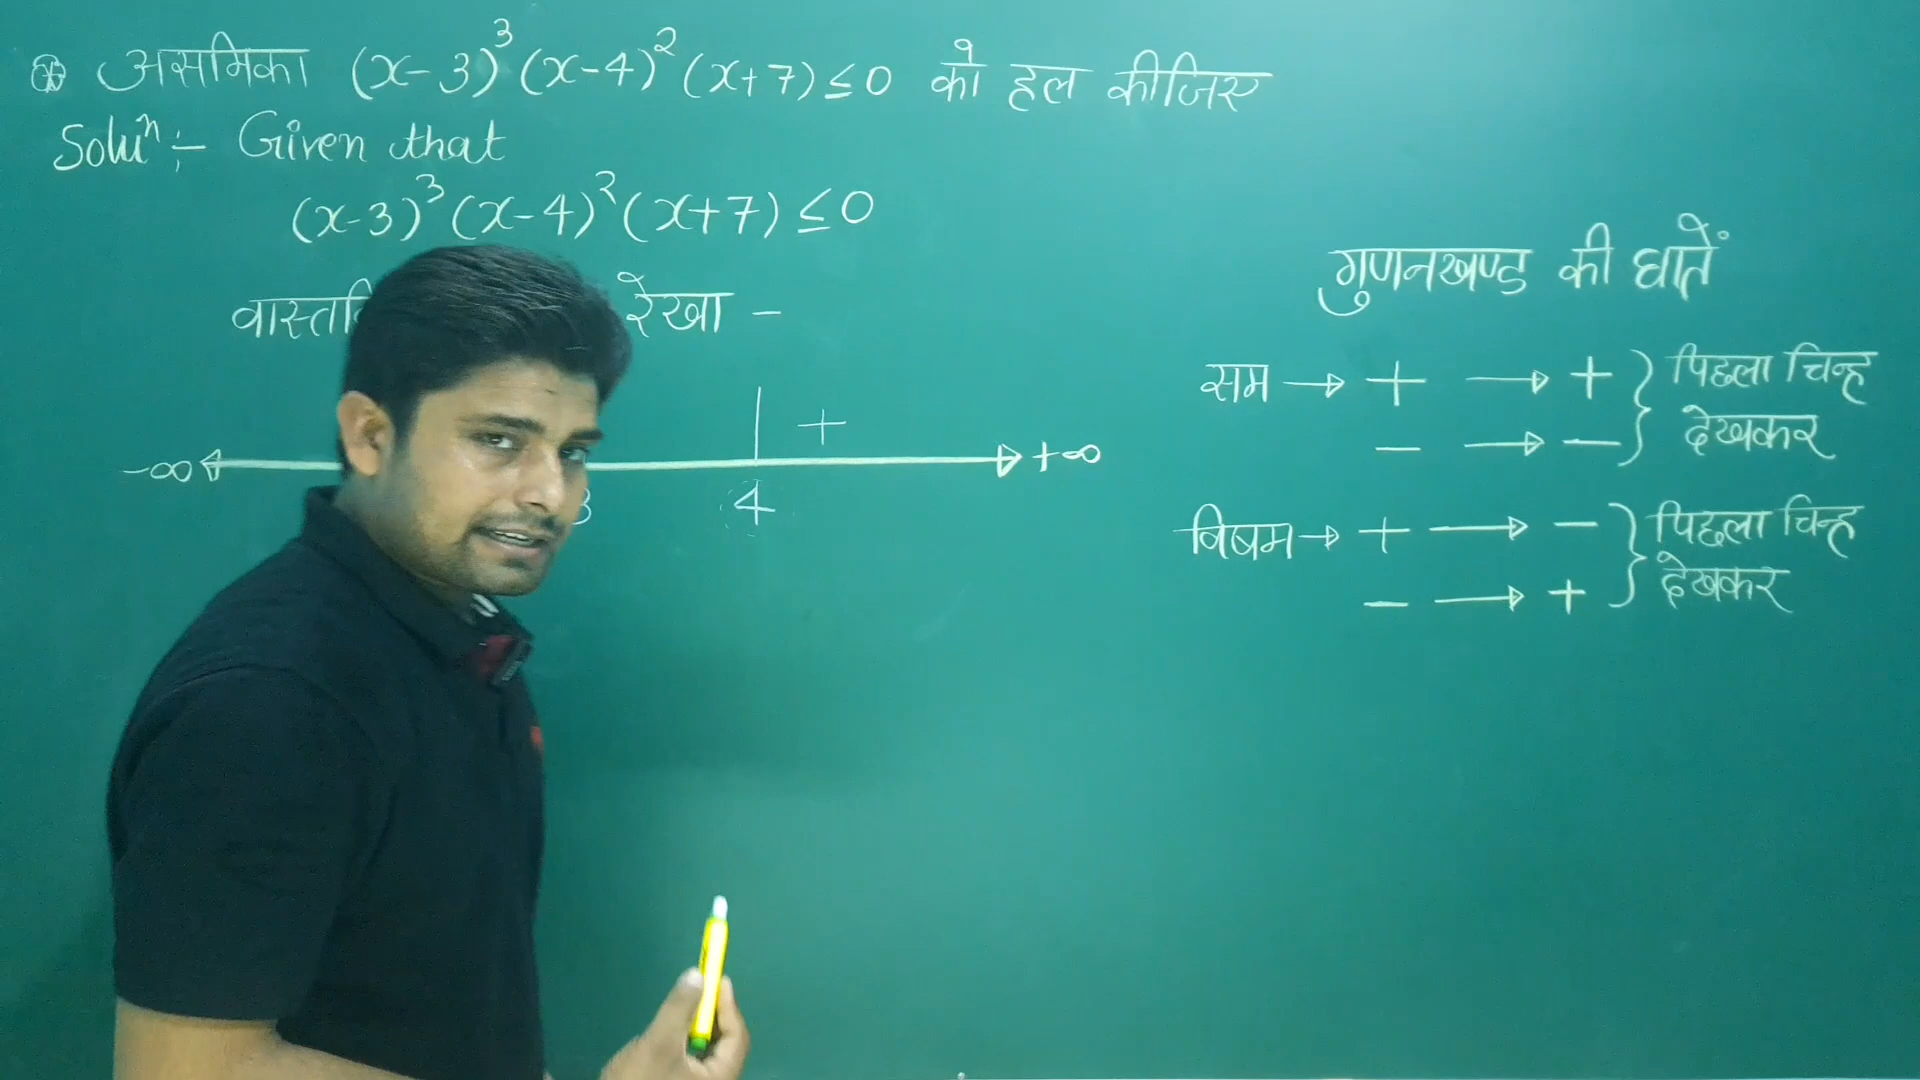 असमिका (x-3)³ (x-4)² (x+7) ≤ 0 को हल कीजिए
Soluⁿ :- Given that
(x-3)³ (x-4)² (x+7) ≤ 0
रेखा -
+
-∞ +∞
3 4
गुणनखण्ड की घातें
सम → + → + } पिछला चिन्ह
- → - देखकर
विषम → + → - } पिछला चिन्ह
- → + देखकर